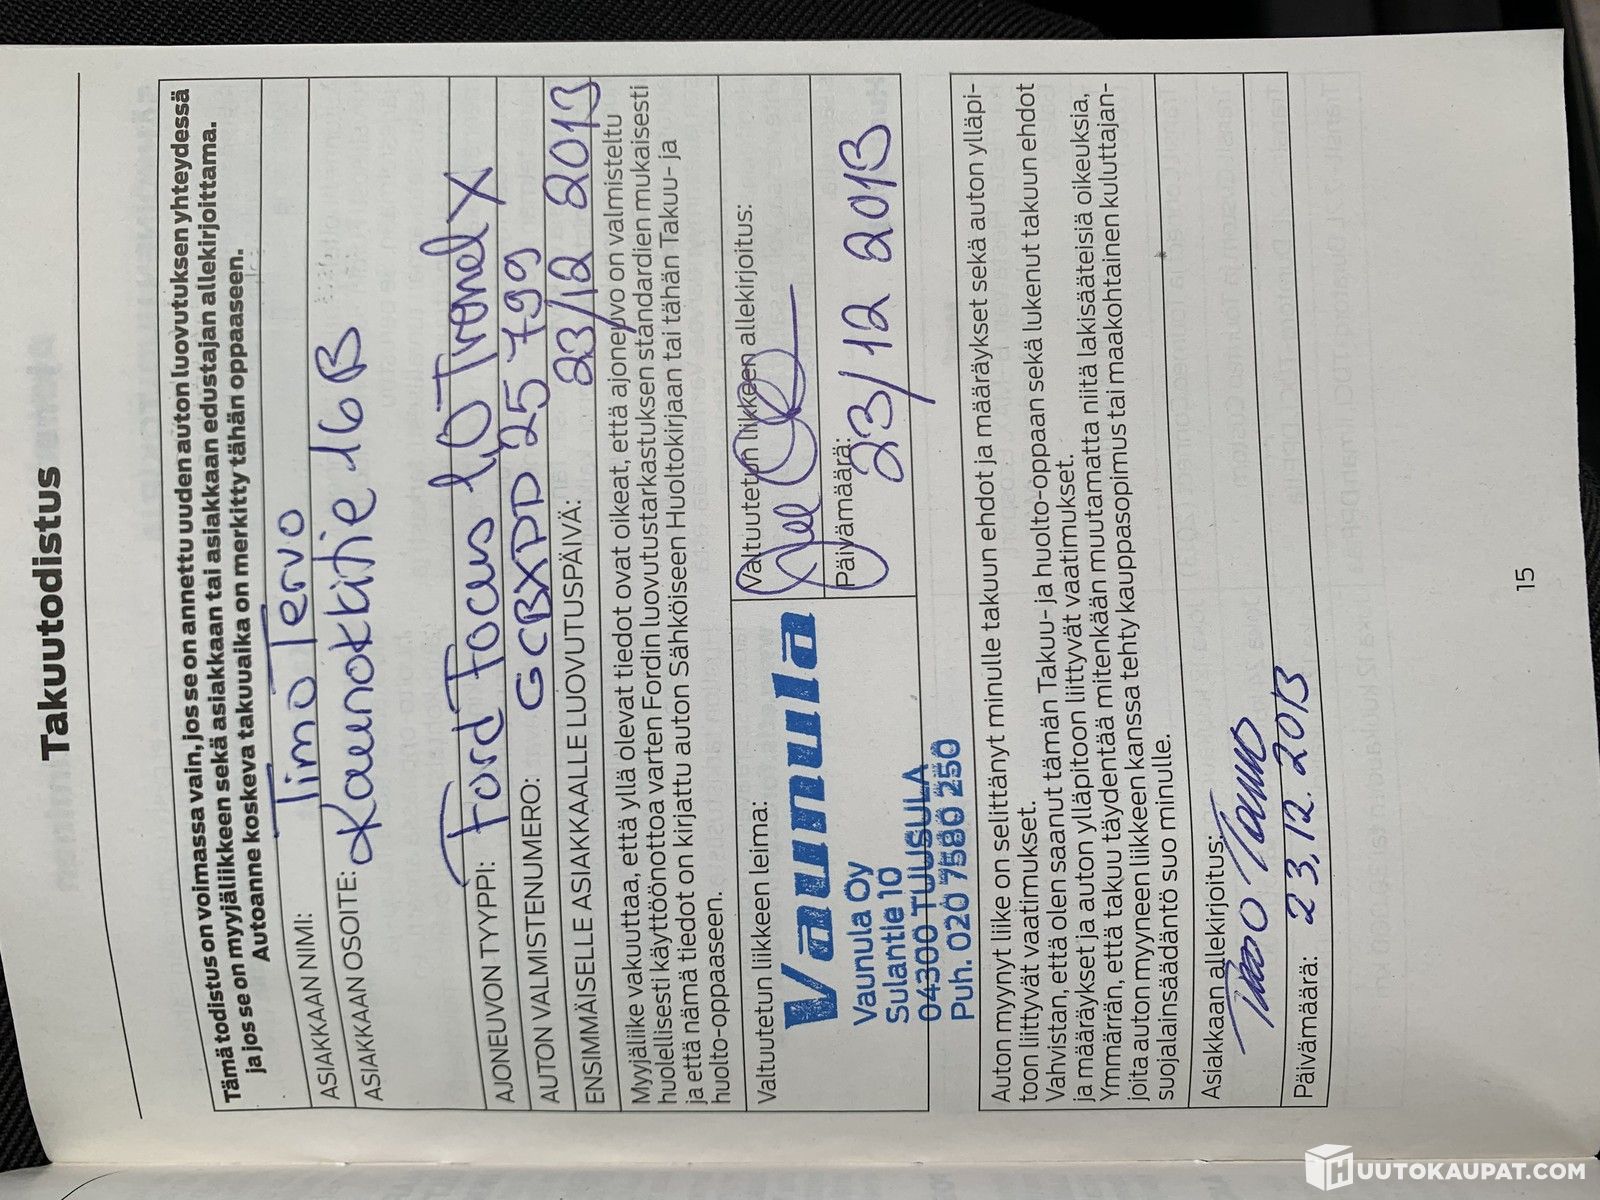 Takuutodistus
Tämä todistus on voimassa vain, jos se on annettu uuden auton luovutuksen yhteydessä
ja jos se on myyjäliikkeen sekä asiakkaan tai asiakkaan edustajan allekirjoittama.
Autoanne koskeva takuuaika on merkitty tähän oppaaseen.
ASIAKKAAN NIMI: Timo Tervo
ASIAKKAAN OSOITE: Kaunokkitie 16 B
AJONEUVON TYYPPI: Ford Focus 1,0 Trend X
AUTON VALMISTENUMERO: GCBXPD 25 799
ENSIMMÄISELLE ASIAKKAALLE LUOVUTUSPÄIVÄ: 23/12 2013
Myyjäliike vakuuttaa, että yllä olevat tiedot ovat oikeat, että ajoneuvo on valmisteltu
huolellisesti käyttöönottoa varten Fordin luovutustarkastuksen standardien mukaisesti
ja että nämä tiedot on kirjattu auton Sähköiseen Huoltokirjaan tai tähän Takuu- ja
huolto-oppaaseen.
Valtuutetun liikkeen leima:
Vaunula
Vaunula Oy
Sulantie 10
04300 TUUSULA
Puh. 020 7580 250
Valtuutetun liikkeen allekirjoitus:
Päivämäärä:
23/12 2013
Auton myynyt liike on selittänyt minulle takuun ehdot ja määräykset sekä auton ylläpi-
toon liittyvät vaatimukset.
Vahvistan, että olen saanut tämän Takuu- ja huolto-oppaan sekä lukenut takuun ehdot
ja määräykset ja auton ylläpitoon liittyvät vaatimukset.
Ymmärrän, että takuu täydentää mitenkään muuttamatta niitä lakisääteisiä oikeuksia,
joita auton myyneen liikkeen kanssa tehty kauppasopimus tai maakohtainen kuluttajan-
suojalainsäädäntö suo minulle.
Asiakkaan allekirjoitus:
Päivämäärä: 23.12.2013
15
HUUTOKAUPAT.COM